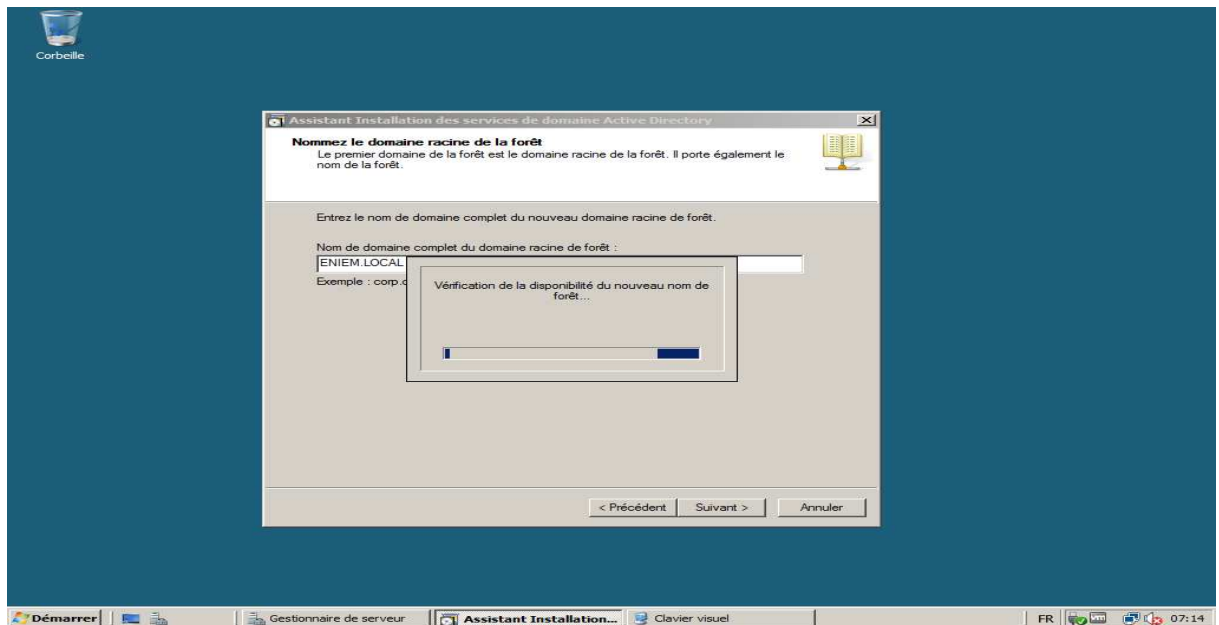 Corbeille
Assistant Installation des services de domaine Active Directory
Nommez le domaine racine de la forêt
Le premier domaine de la forêt est le domaine racine de la forêt. Il porte également le
nom de la forêt.
Entrez le nom de domaine complet du nouveau domaine racine de forêt.
Nom de domaine complet du domaine racine de forêt :
ENIEM.LOCAL
Exemple : corp.c
Vérification de la disponibilité du nouveau nom de
forêt...
< Précédent
Suivant >
Annuler
Démarrer
Gestionnaire de serveur
Assistant Installation...
Clavier visuel
FR
07:14